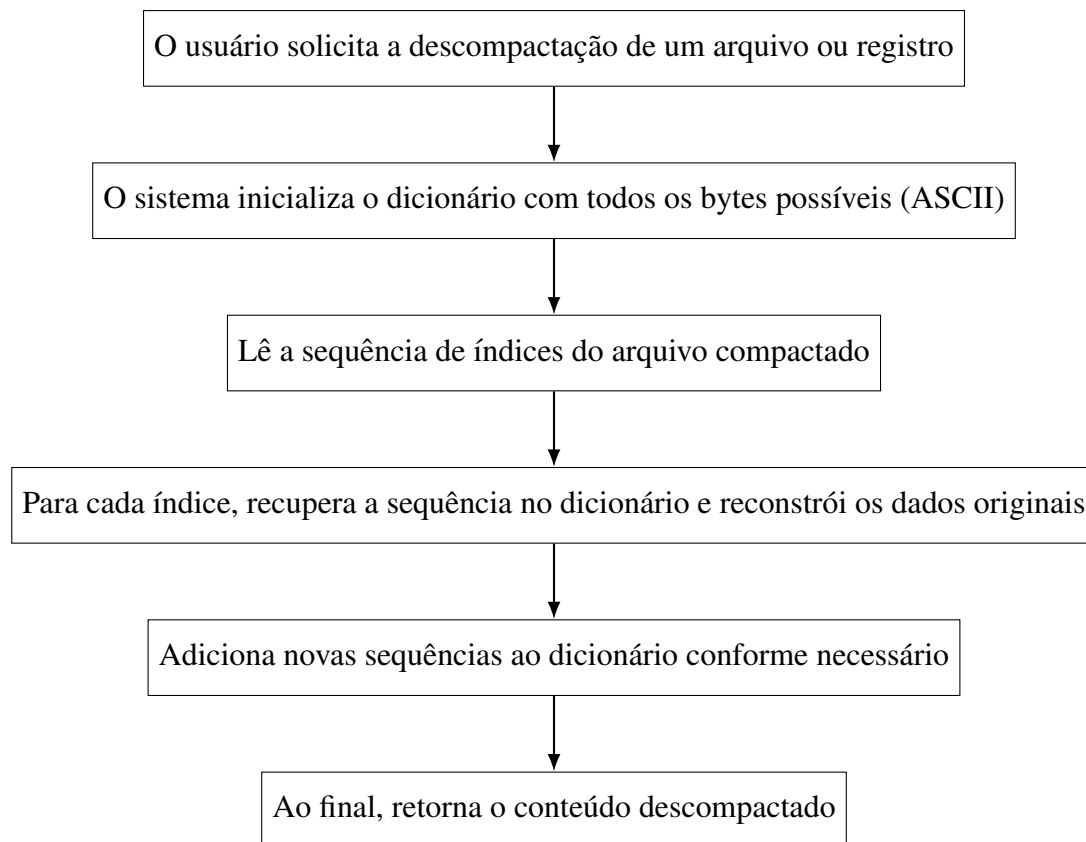 O usuário solicita a descompactação de um arquivo ou registro
O sistema inicializa o dicionário com todos os bytes possíveis (ASCII)
Lê a sequência de índices do arquivo compactado
Para cada índice, recupera a sequência no dicionário e reconstrói os dados originais
Adiciona novas sequências ao dicionário conforme necessário
Ao final, retorna o conteúdo descompactado